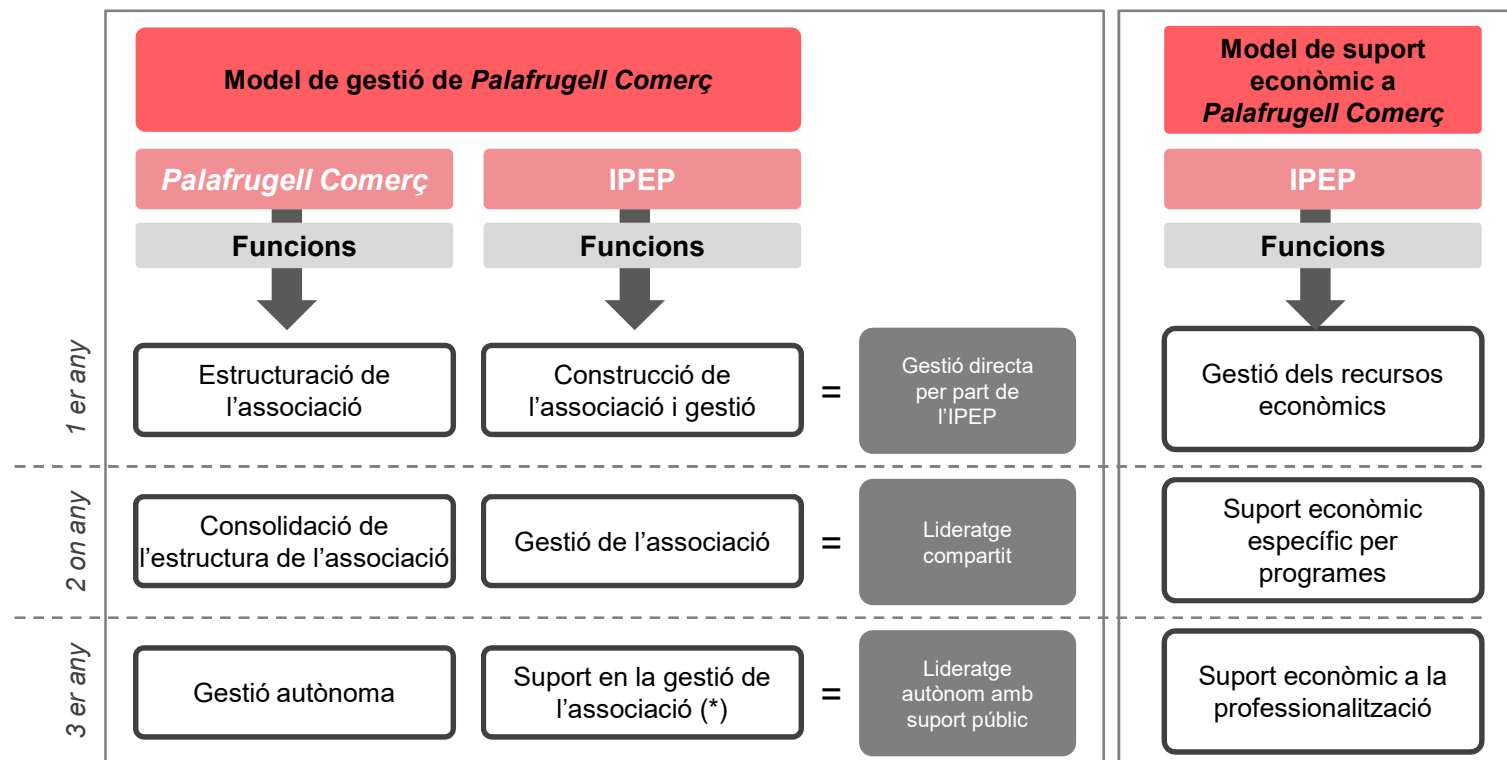 Model de gestió de Palafrugell Comerç
Model de suport
econòmic a
Palafrugell Comerç
Palafrugell Comerç
IPEP
IPEP
Funcions
Funcions
Funcions
1 er any
Estructuració de
l’associació
Construcció de
l’associació i gestió
=
Gestió directa
per part de
l’IPEP
Gestió dels recursos
econòmics
2 on any
Consolidació de
l’estructura de l’associació
Gestió de l’associació
=
Lideratge
compartit
Suport econòmic
específic per
programes
3 er any
Gestió autònoma
Suport en la gestió de
l’associació (*)
=
Lideratge
autònom amb
suport públic
Suport econòmic a la
professionalització